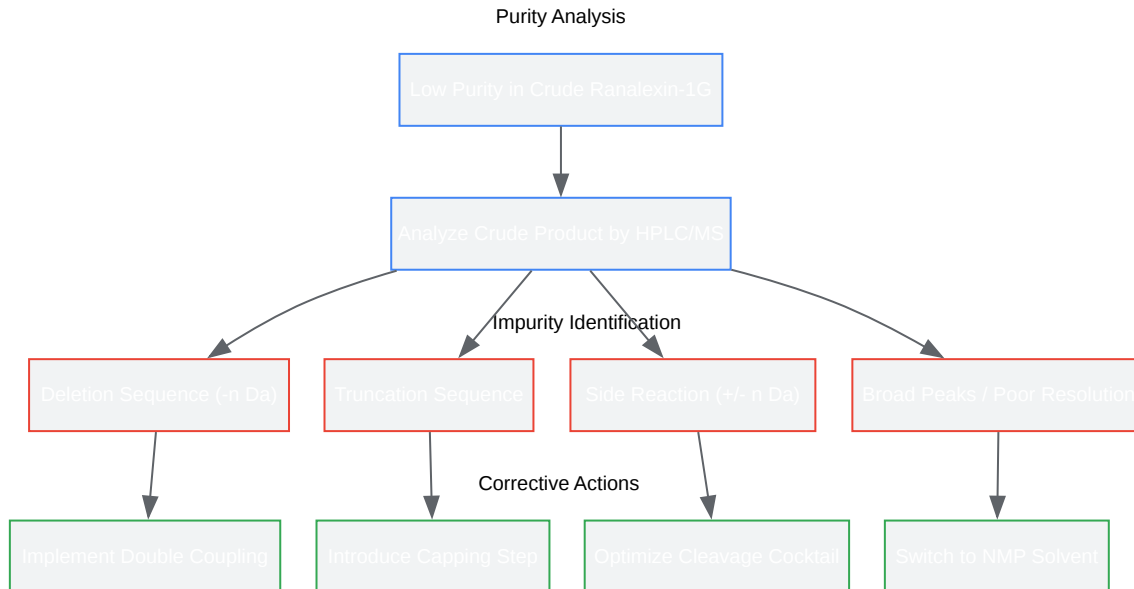 Purity Analysis
Low Purity in Crude Ranalexin-1G
Analyze Crude Product by HPLC/MS
Impurity Identification
Deletion Sequence (-n Da)
Truncation Sequence
Side Reaction (+/- n Da)
Broad Peaks / Poor Resolution
Corrective Actions
Implement Double Coupling
Introduce Capping Step
Optimize Cleavage Cocktail
Switch to NMP Solvent